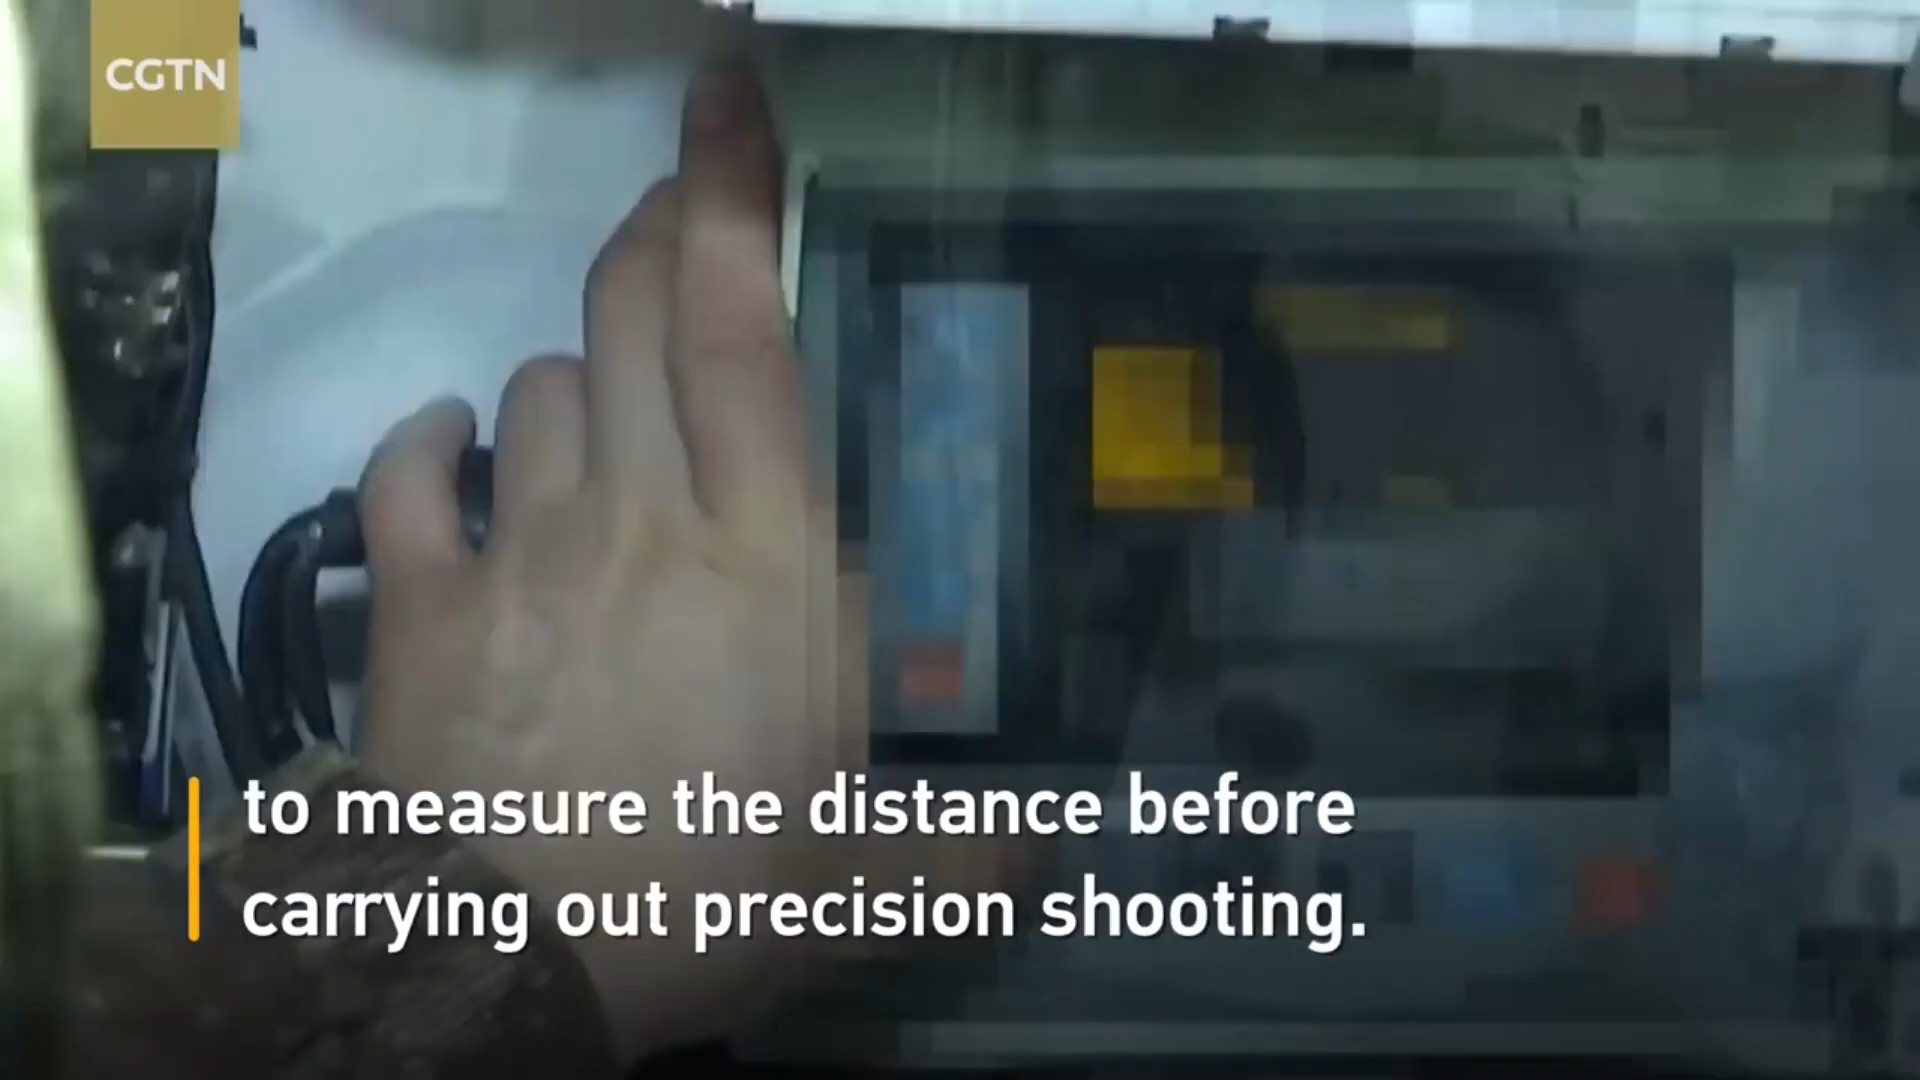 CGTN
to measure the distance before
carrying out precision shooting.